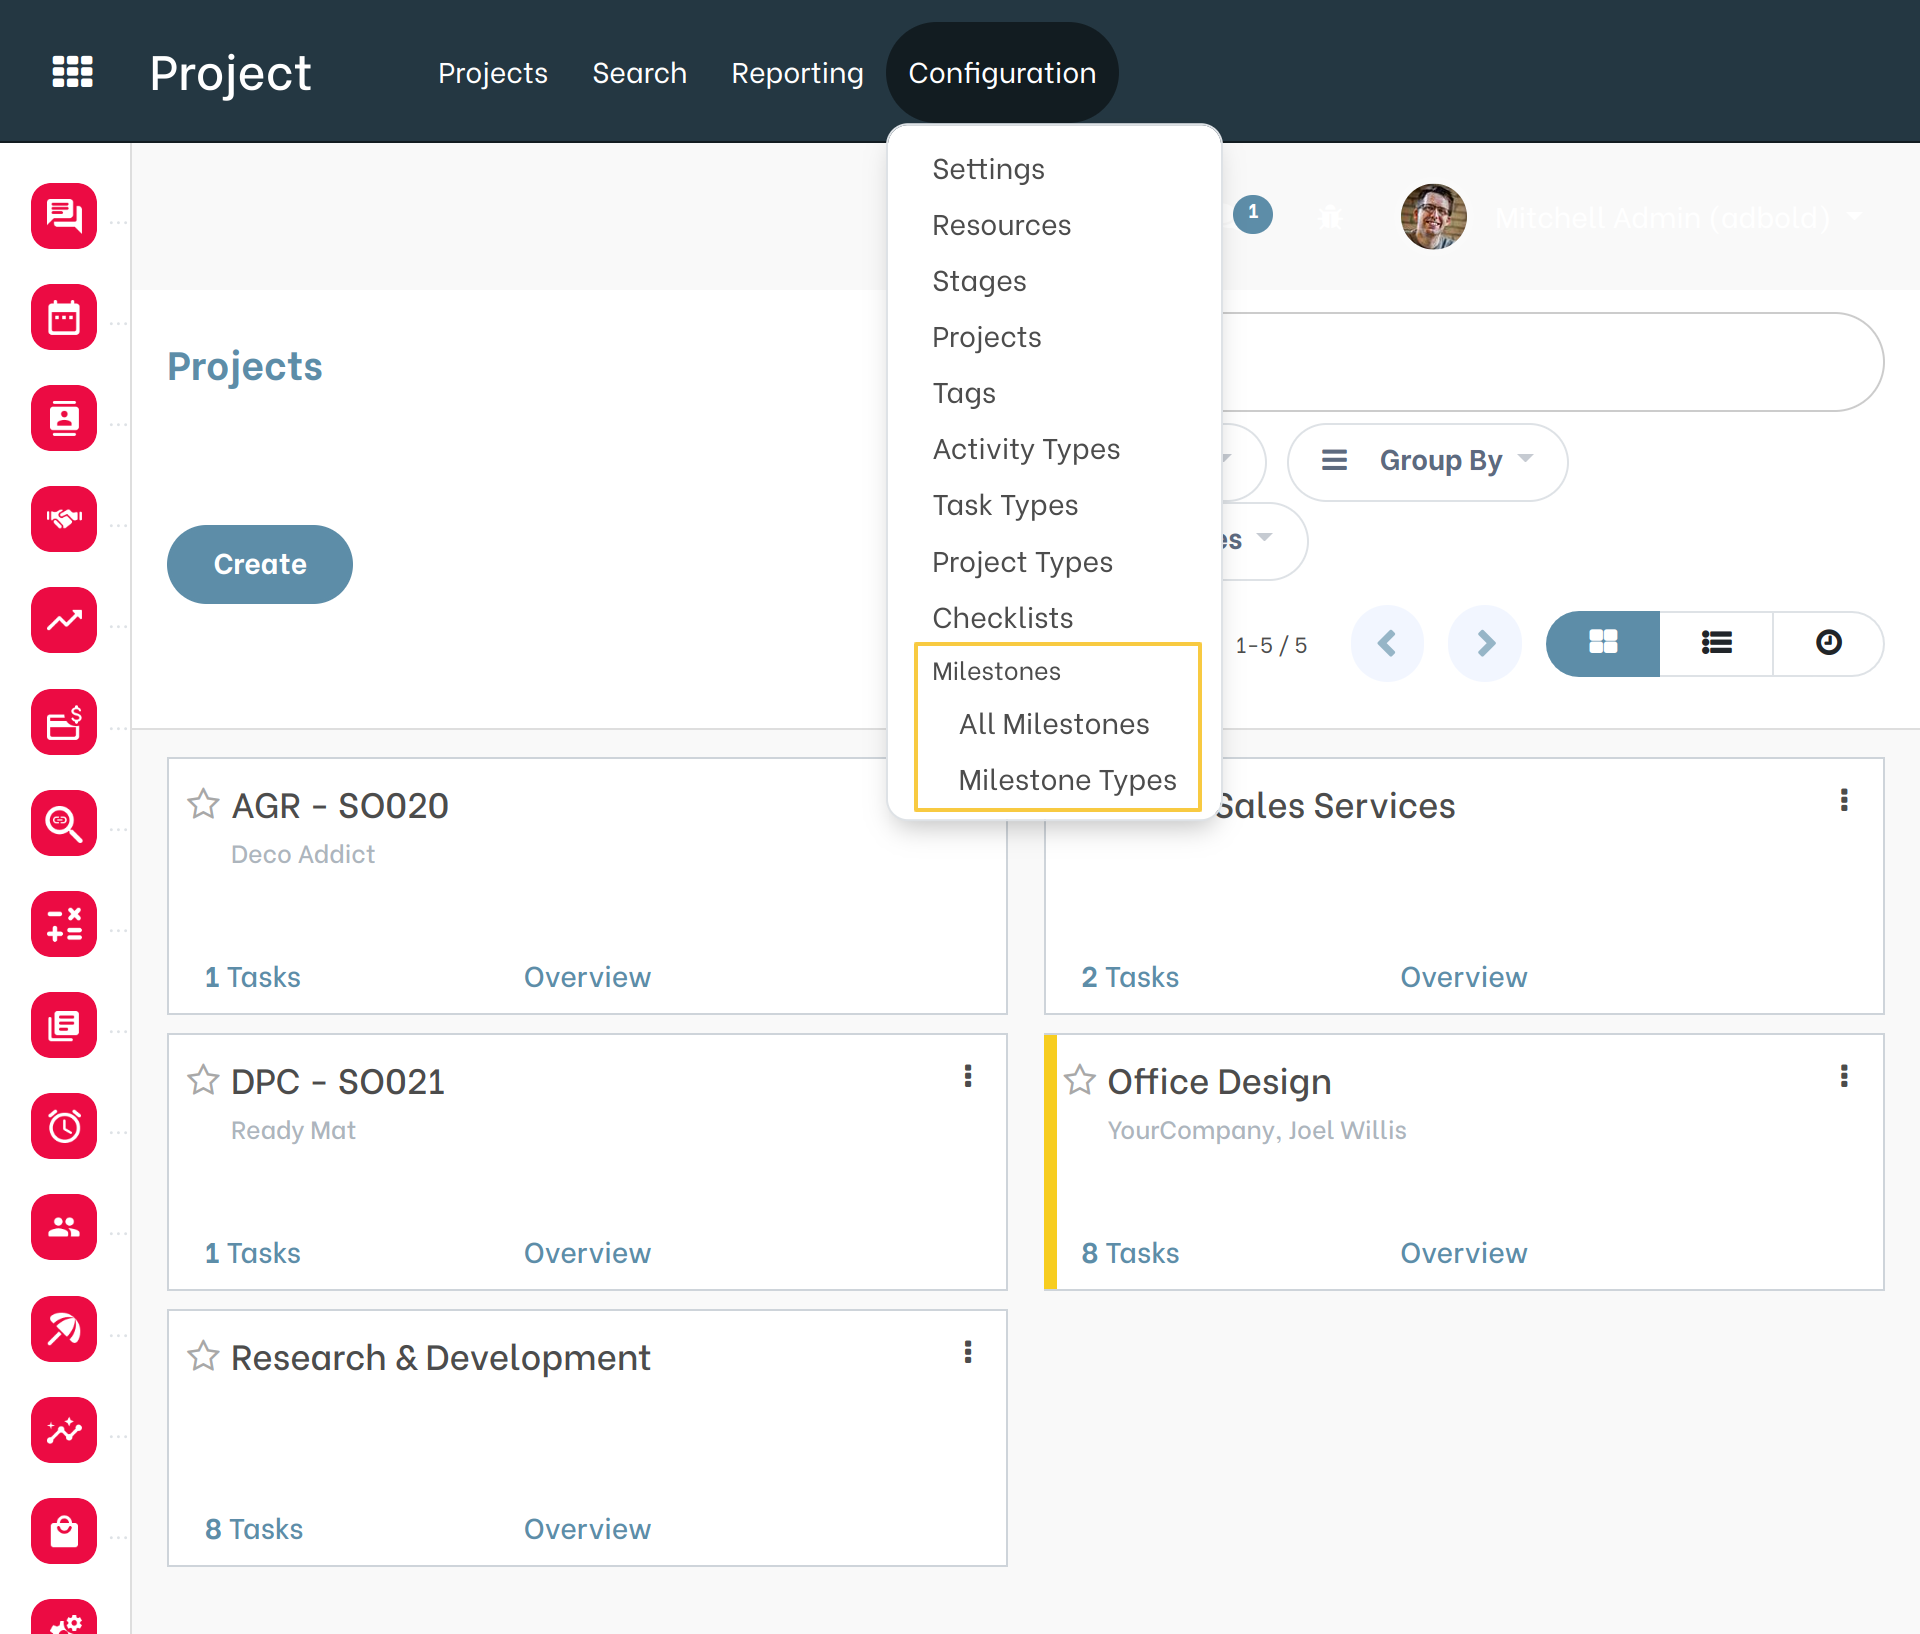 Project
Projects
Search
Reporting
Configuration
Settings
Resources
Stages
Projects
Tags
Activity Types
Task Types
Project Types
Checklists
Milestones
All Milestones
Milestone Types
1
Mitchell Admin (adbold)
Projects
Group By
es
Create
1-5 / 5
AGR - SO020
Deco Addict
1 Tasks
Overview
Sales Services
2 Tasks
Overview
DPC - SO021
Ready Mat
1 Tasks
Overview
Office Design
YourCompany, Joel Willis
8 Tasks
Overview
Research & Development
8 Tasks
Overview